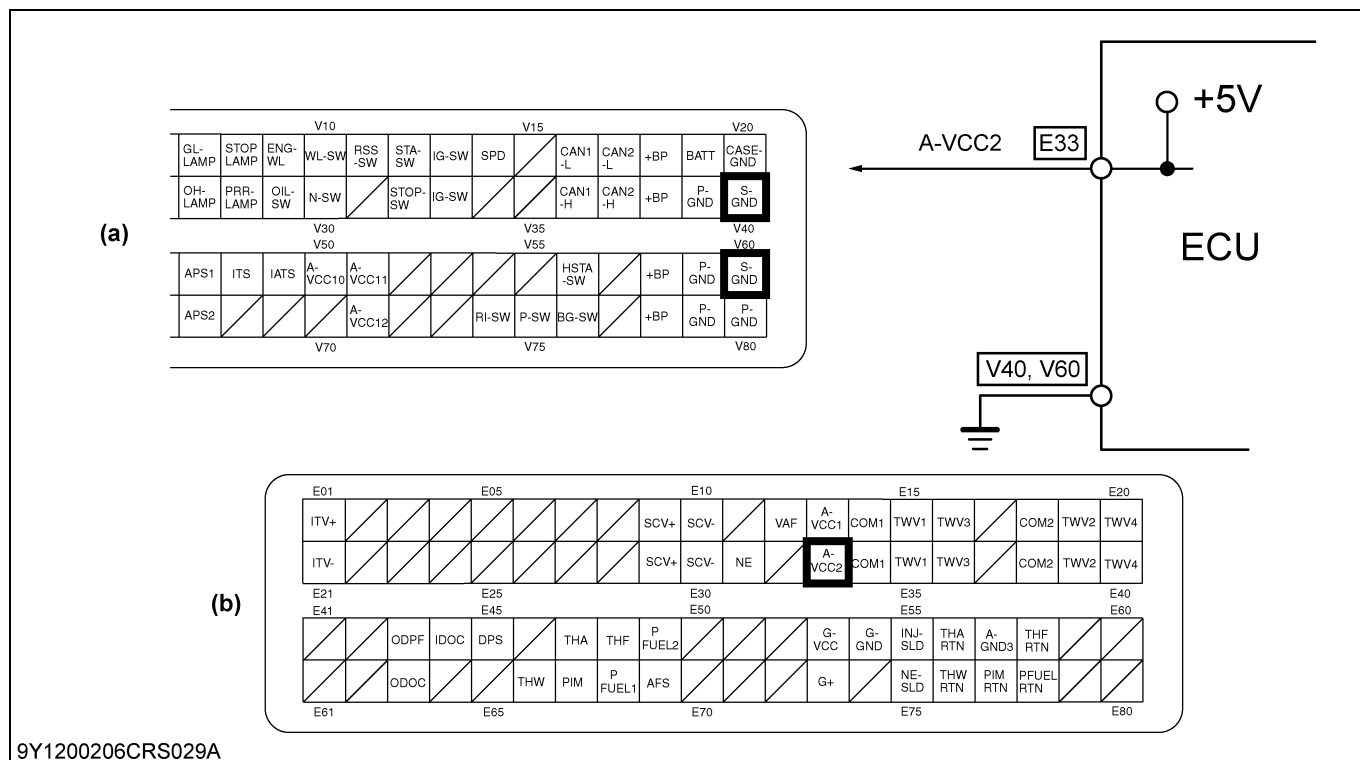 V10 V15 V20
GL-LAMP STOP LAMP ENG-WL WL-SW RSS-SW STA-SW IG-SW SPD CAN1-L CAN2-L +BP BATT CASE-GND
OH-LAMP PRR-LAMP OIL-SW N-SW STOP-SW IG-SW CAN1-H CAN2-H +BP P-GND S-GND
V30 V35 V40
(a)
V50 V55 V60
APS1 ITS IATS A-VCC10 A-VCC11 HSTA-SW +BP P-GND S-GND
APS2 A-VCC12 RI-SW P-SW BG-SW +BP P-GND P-GND
V70 V75 V80
+5V
A-VCC2 E33
ECU
V40, V60
E01 E05 E10 E15 E20
ITV+ SCV+ SCV- VAF A-VCC1 COM1 TWV1 TWV3 COM2 TWV2 TWV4
ITV- SCV+ SCV- NE A-VCC2 COM1 TWV1 TWV3 COM2 TWV2 TWV4
E21 E25 E30 E35 E40
(b)
E41 E45 E50 E55 E60
ODPF IDOC DPS THA THF P FUEL2 G-VCC G-GND INJ-SLD THA RTN A-GND3 THF RTN
ODOC THW PIM P FUEL1 AFS G+ NE-SLD THW RTN PIM RTN PFUEL RTN
E61 E65 E70 E75 E80
9Y1200206CRS029A